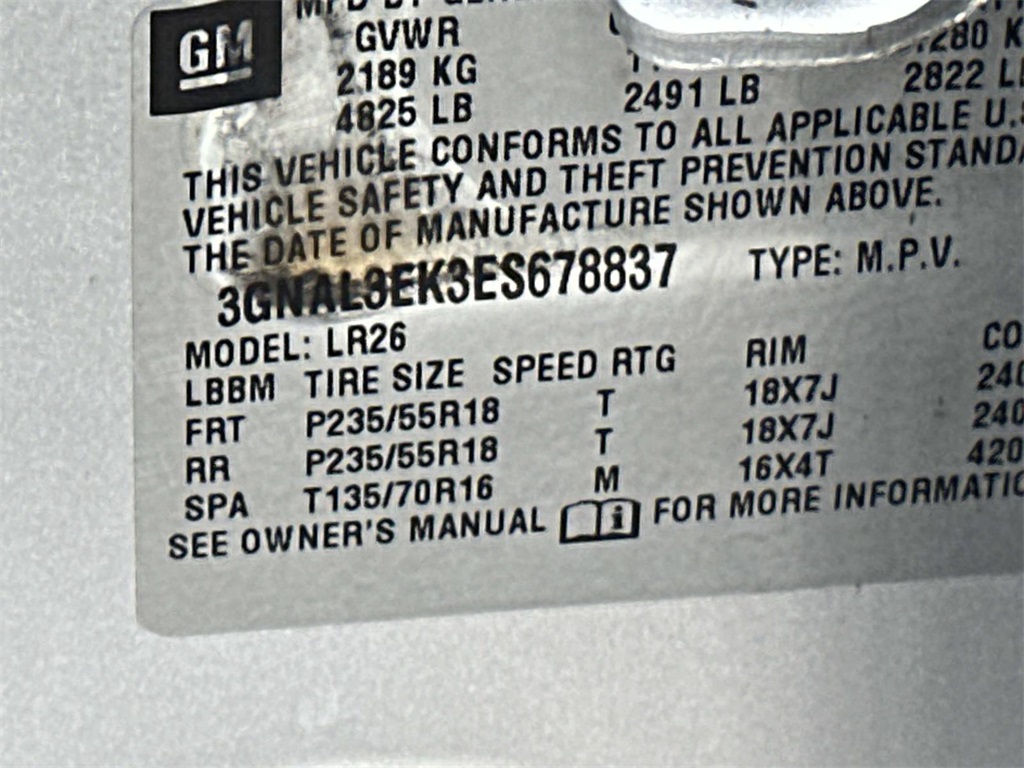 GM
GVWR
2189 KG 280 K
4825 LB 2491 LB 2822 L
THIS VEHICLE CONFORMS TO ALL APPLICABLE U.S
VEHICLE SAFETY AND THEFT PREVENTION STANDA
THE DATE OF MANUFACTURE SHOWN ABOVE.
3GNAL3EK3ES678837 TYPE: M.P.V.
MODEL: LR26
LBBM TIRE SIZE SPEED RTG RIM CO
FRT P235/55R18 T 18X7J 240
RR P235/55R18 T 18X7J 240
SPA T135/70R16 M 16X4T 420
SEE OWNER'S MANUAL i FOR MORE INFORMATIO